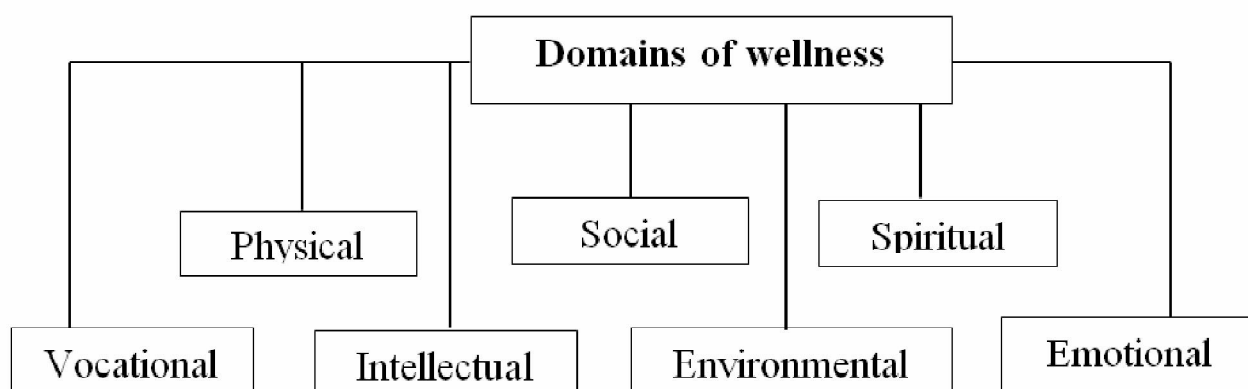 Domains of wellness
Physical
Social
Spiritual
Vocational
Intellectual
Environmental
Emotional